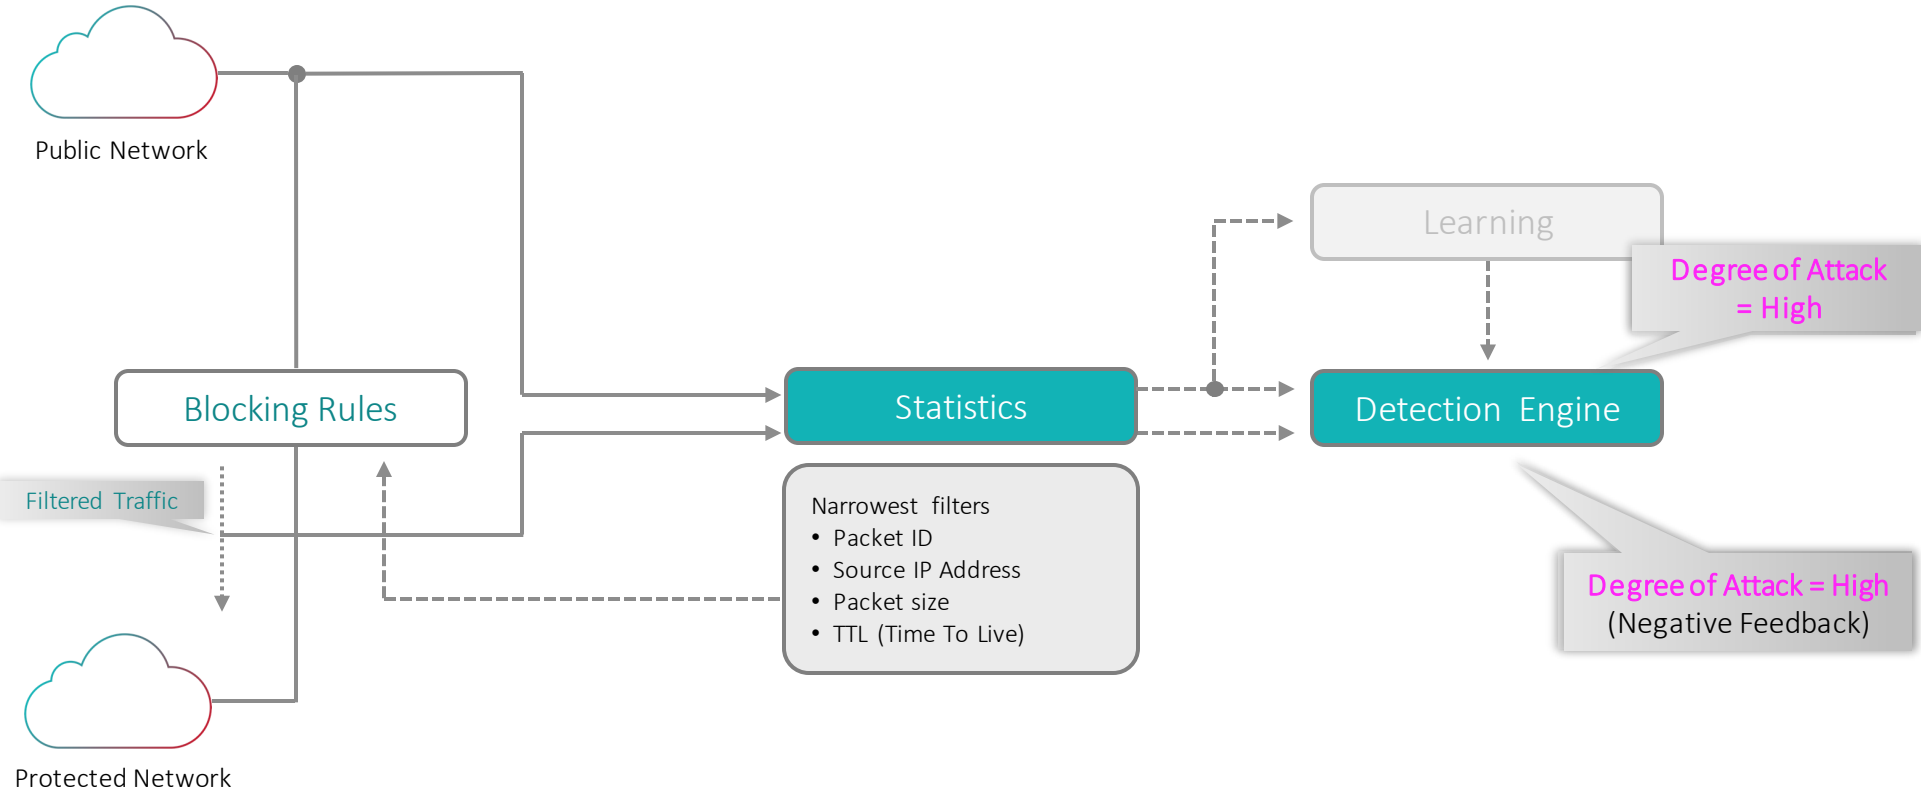 Public Network
Learning
Degree of Attack
= High
Blocking Rules
Statistics
Detection Engine
Filtered Traffic
Narrowest filters
• Packet ID
• Source IP Address
• Packet size
• TTL (Time To Live)
Degree of Attack = High
(Negative Feedback)
Protected Network